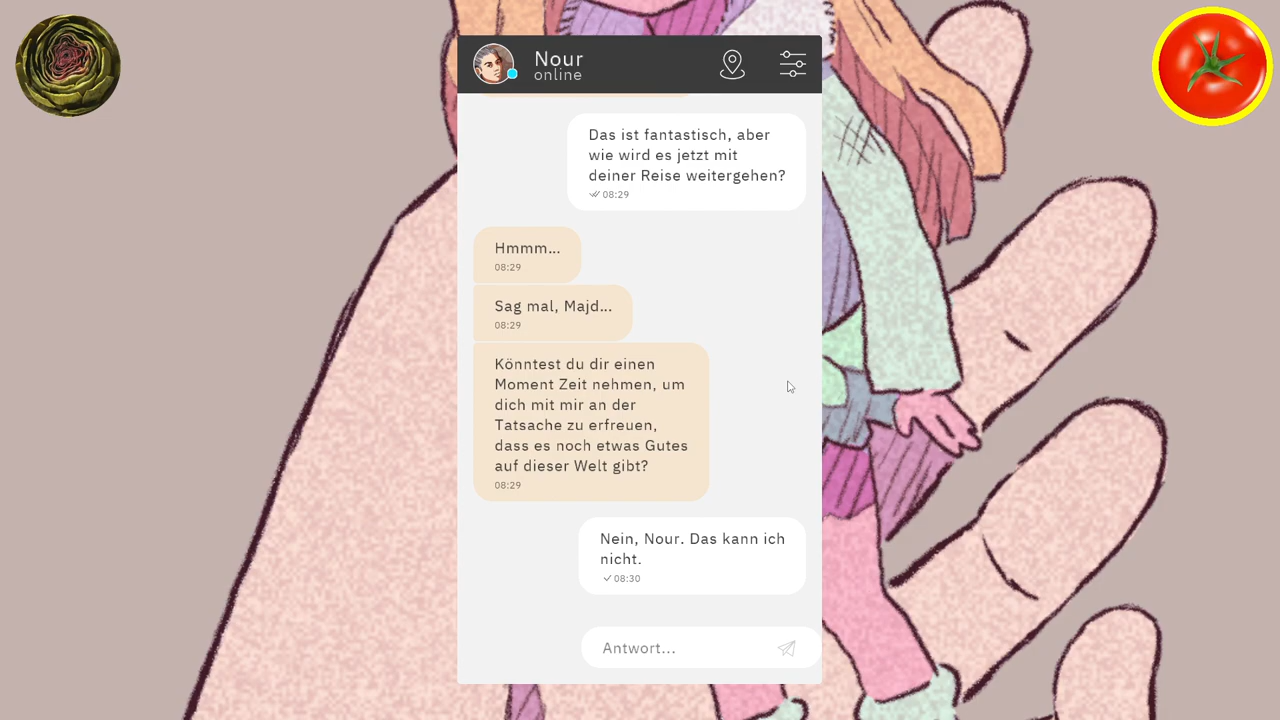 Nour
online
Das ist fantastisch, aber
wie wird es jetzt mit
deiner Reise weitergehen?
08:29
Hmmm...
08:29
Sag mal, Majd...
08:29
Könntest du dir einen
Moment Zeit nehmen, um
dich mit mir an der
Tatsache zu erfreuen,
dass es noch etwas Gutes
auf dieser Welt gibt?
08:29
Nein, Nour. Das kann ich
nicht.
08:30
Antwort...